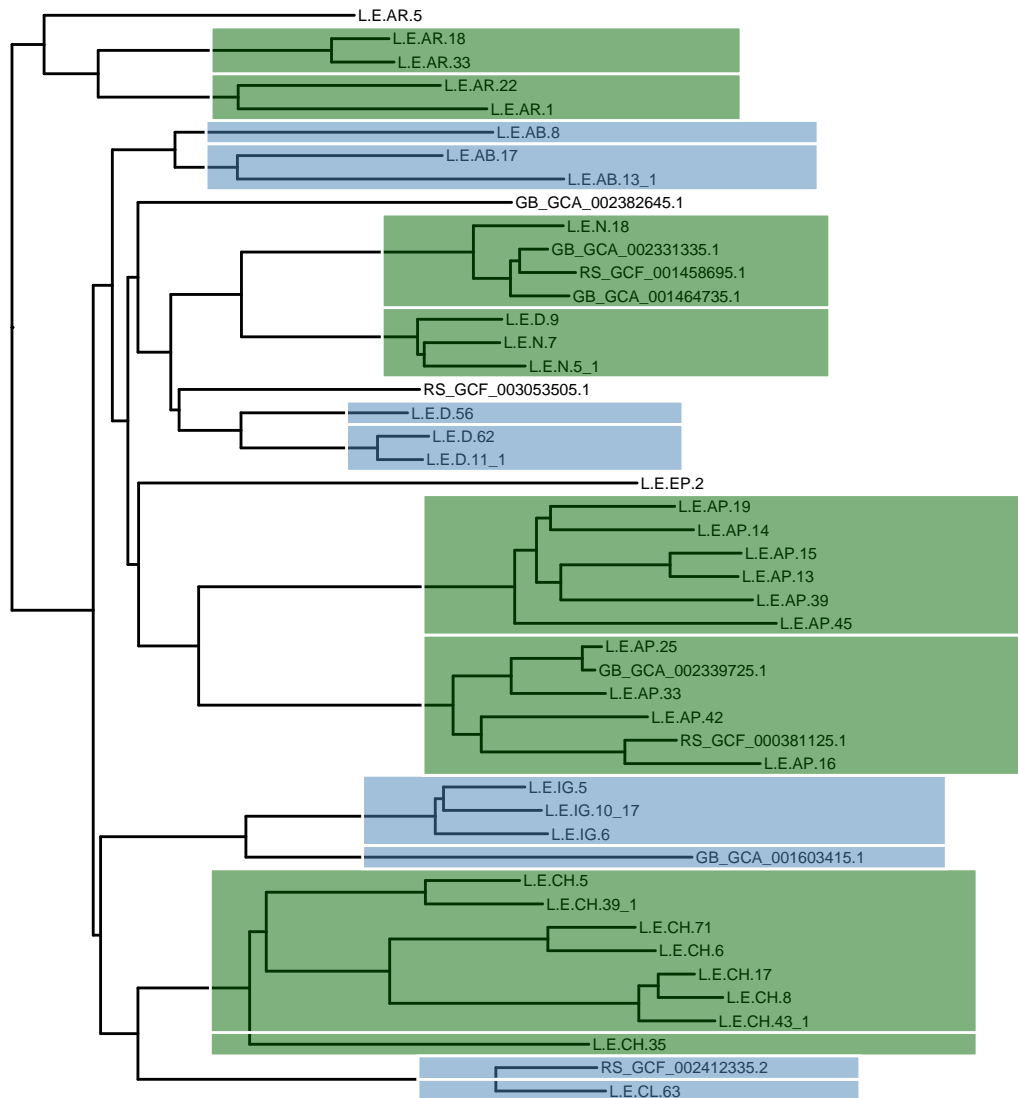 L.E.AR.5
L.E.AR.18
L.E.AR.33
L.E.AR.22
L.E.AR.1
L.E.AB.8
L.E.AB.17
L.E.AB.13_1
GB_GCA_002382645.1
L.E.N.18
GB_GCA_002331335.1
RS_GCF_001458695.1
GB_GCA_001464735.1
L.E.D.9
L.E.N.7
L.E.N.5_1
RS_GCF_003053505.1
L.E.D.56
L.E.D.62
L.E.D.11_1
L.E.EP.2
L.E.AP.19
L.E.AP.14
L.E.AP.15
L.E.AP.13
L.E.AP.39
L.E.AP.45
L.E.AP.25
GB_GCA_002339725.1
L.E.AP.33
L.E.AP.42
RS_GCF_000381125.1
L.E.AP.16
L.E.IG.5
L.E.IG.10_17
L.E.IG.6
GB_GCA_001603415.1
L.E.CH.5
L.E.CH.39_1
L.E.CH.71
L.E.CH.6
L.E.CH.17
L.E.CH.8
L.E.CH.43_1
L.E.CH.35
RS_GCF_002412335.2
L.E.CL.63